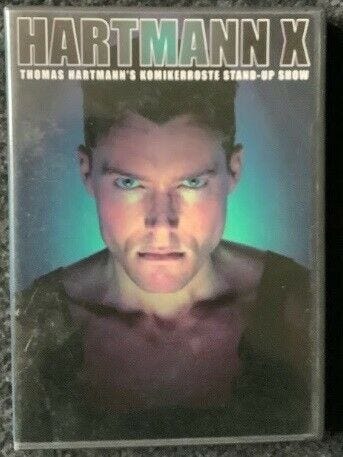 HARTMANN X
THOMAS HARTMANN'S KOMIKERROSTE STAND-UP SHOW